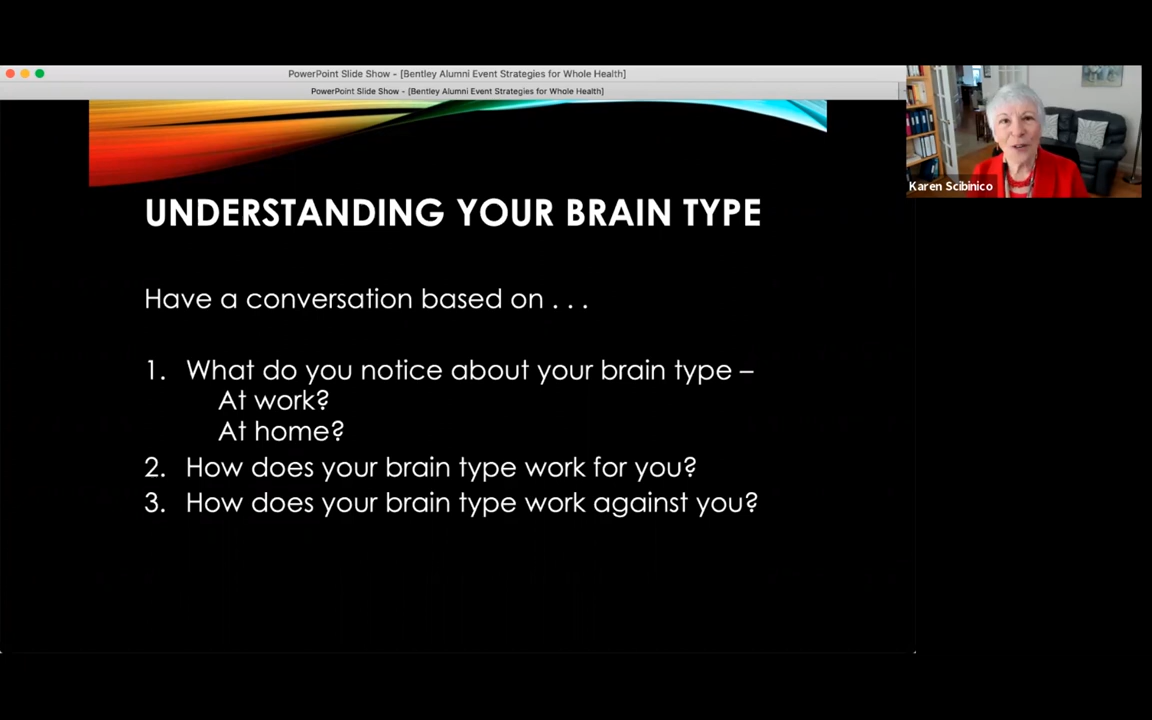 PowerPoint Slide Show - [Bentley Alumni Event Strategies for Whole Health]
PowerPoint Slide Show - [Bentley Alumni Event Strategies for Whole Health]
Karen Scibinico
UNDERSTANDING YOUR BRAIN TYPE
Have a conversation based on . . .
1. What do you notice about your brain type –
At work?
At home?
2. How does your brain type work for you?
3. How does your brain type work against you?